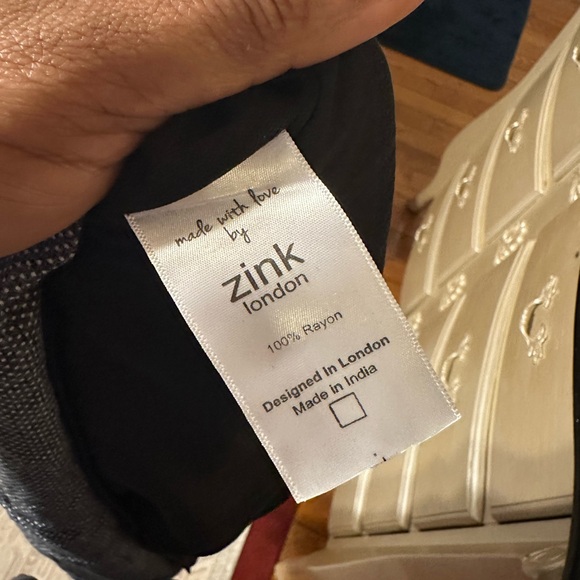 made with love
by
zink
london
100% Rayon
Designed In London
Made in India